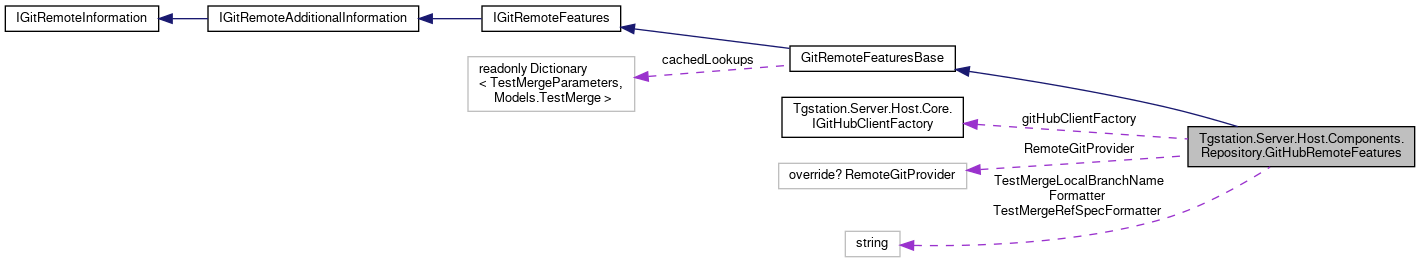 IGitRemoteInformation
IGitRemoteAdditionalInformation
IGitRemoteFeatures
GitRemoteFeaturesBase
cachedLookups
readonly Dictionary
< TestMergeParameters,
Models.TestMerge >
Tgstation.Server.Host.Core.
IGitHubClientFactory
gitHubClientFactory
Tgstation.Server.Host.Components.
Repository.GitHubRemoteFeatures
RemoteGitProvider
override? RemoteGitProvider
TestMergeLocalBranchName
Formatter
TestMergeRefSpecFormatter
string